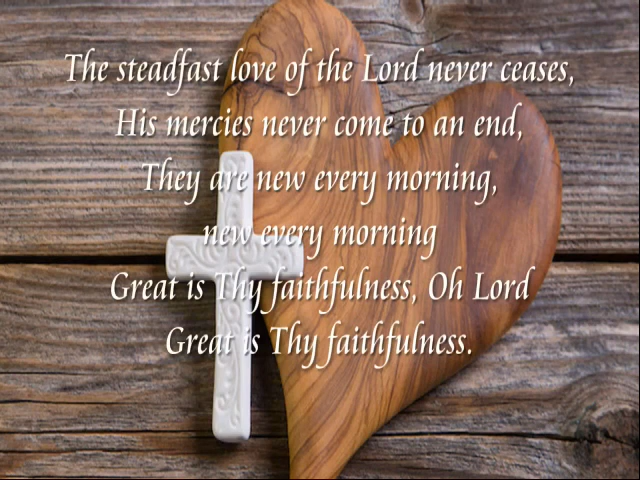 The steadfast love of the Lord never ceases,
His mercies never come to an end,
They are new every morning,
new every morning
Great is Thy faithfulness, Oh Lord
Great is Thy faithfulness.